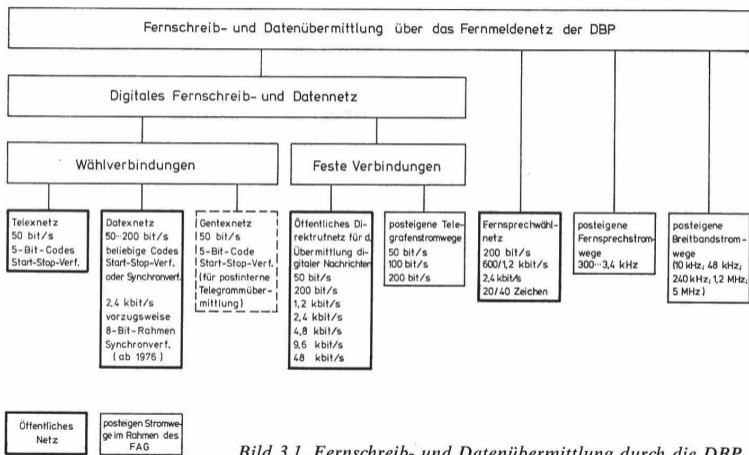 Fernschreib- und Datenübermittlung über das Fernmeldenetz der DBP
Digitales Fernschreib- und Datennetz
Wählverbindungen
Feste Verbindungen
Telexnetz
50 bit/s
5-Bit-Codes
Start-Stop-Verf.
Datexnetz
50···200 bit/s
beliebige Codes
Start-Stop-Verf.
oder Synchronverf.
2,4 kbit/s
vorzugsweise
8-Bit-Rahmen
Synchronverf.
(ab 1976)
Gentexnetz
50 bit/s
5-Bit-Code
Start-Stop-Verf.
(für postinterne
Telegrammüber-
mittlung)
Öffentliches Di-
rektrufnetz für d.
Übermittlung di-
gitaler Nachrichten
50 bit/s
200 bit/s
1,2 kbit/s
2,4 kbit/s
4,8 kbit/s
9,6 kbit/s
48 kbit/s
posteigene Tele-
grafenstromwege
50 bit/s
100 bit/s
200 bit/s
Fernsprechwähl-
netz
200 bit/s
600/1,2 kbit/s
2,4 kbit/s
20/40 Zeichen
posteigene
Fernsprechstrom-
wege
300···3,4 kHz
posteigene
Breitbandstrom-
wege
(10 kHz; 48 kHz;
240 kHz; 1,2 MHz;
5 MHz)
Öffentliches
Netz
posteigen Stromwe-
ge im Rahmen des
FAG
Bild 3.1 Fernschreib- und Datenübermittlung durch die DBP